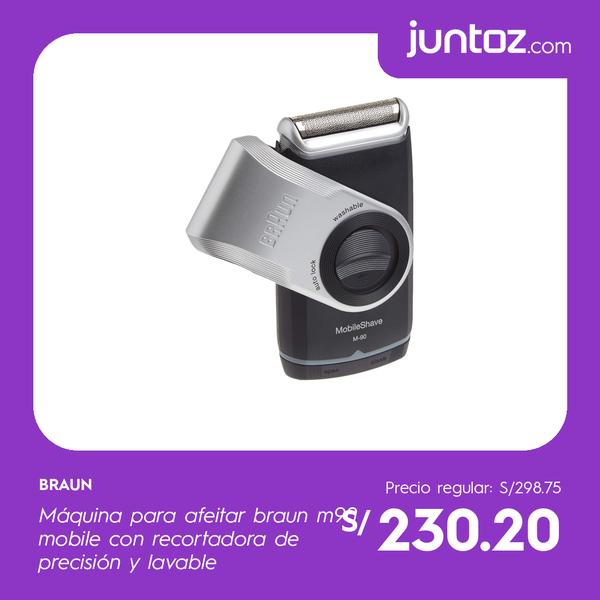 juntoz.com
BRAUN
washable
auto lock
MobileShave
M-90
BRAUN
Precio regular: S/298.75
Máquina para afeitar braun m90
mobile con recortadora de
precisión y lavable
S/ 230.20